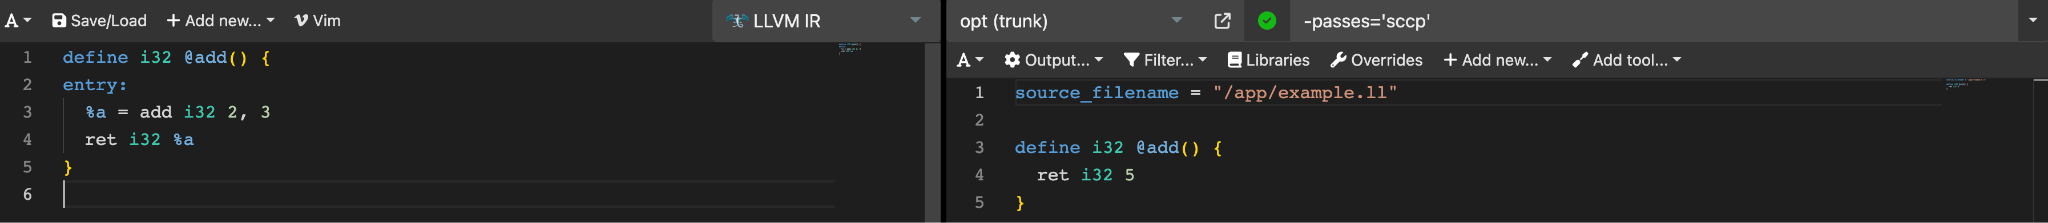 A Save/Load + Add new... Vim LLVM IR
1 define i32 @add() {
2 entry:
3   %a = add i32 2, 3
4   ret i32 %a
5 }
6
opt (trunk) -passes='sccp'
A Output... Filter... Libraries Overrides + Add new... Add tool...
1 source_filename = "/app/example.ll"
2
3 define i32 @add() {
4   ret i32 5
5 }